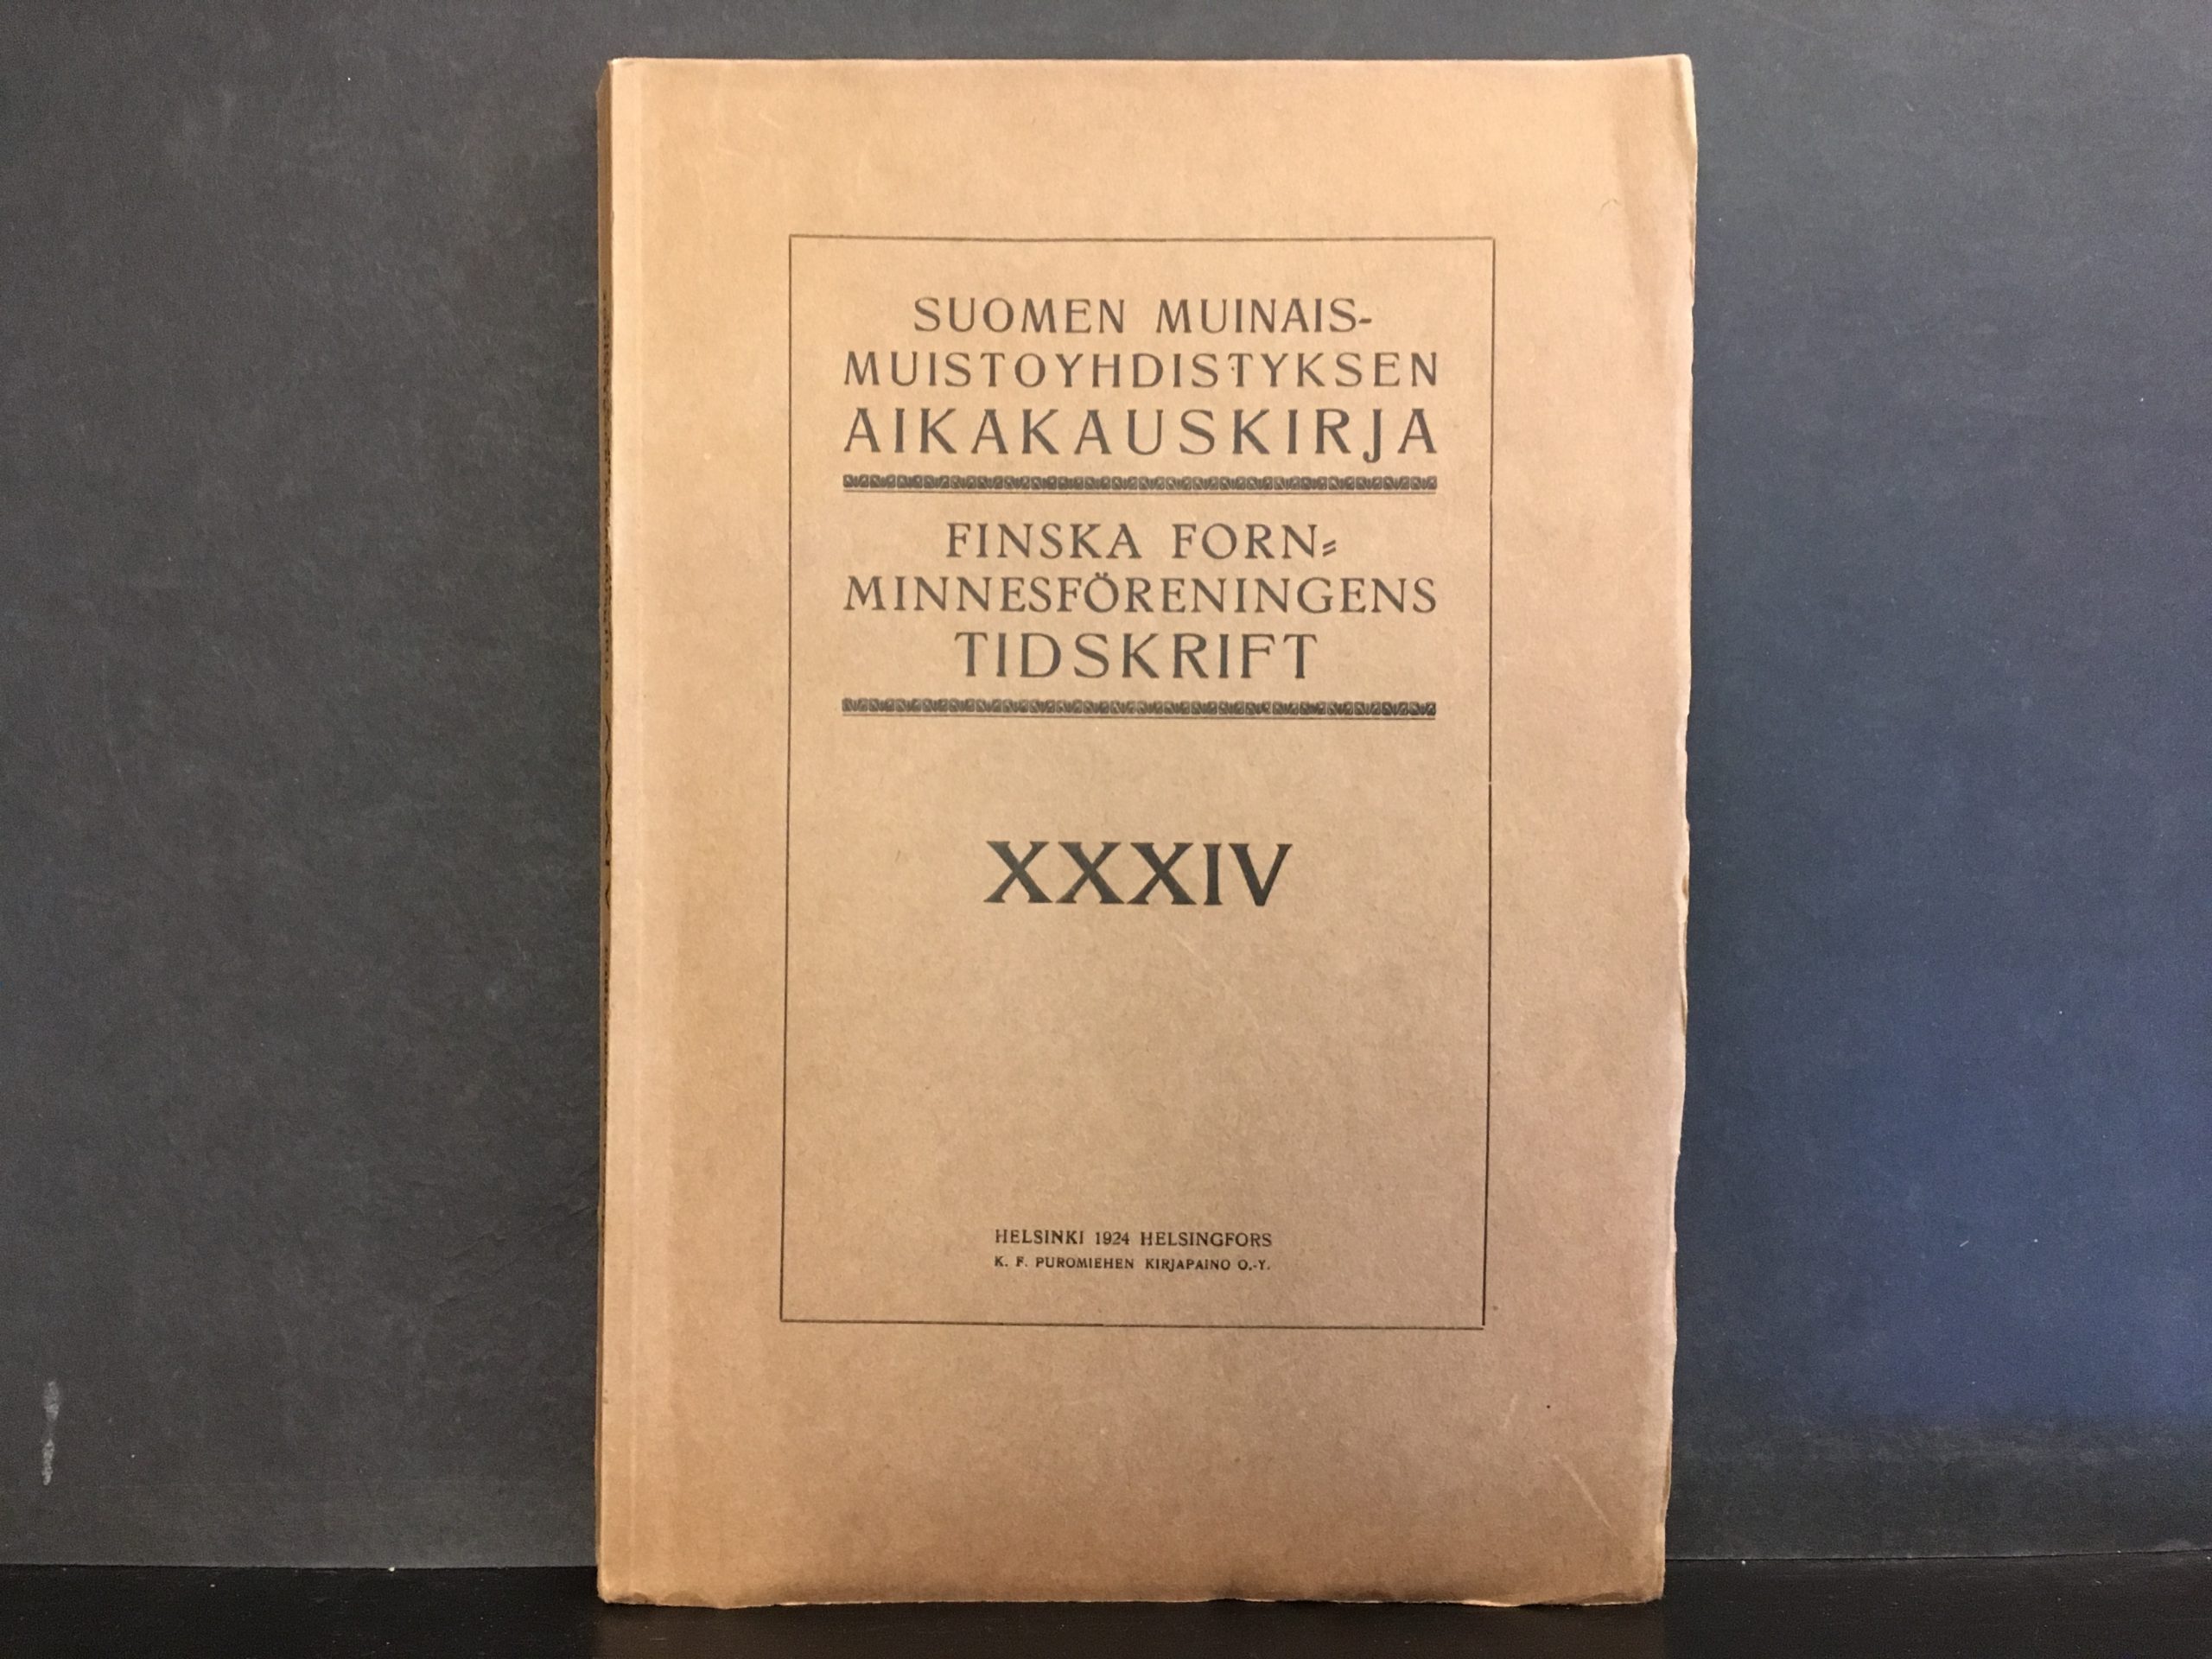 SUOMEN MUINAIS-
MUISTOYHDISTYKSEN
AIKAKAUSKIRJA
FINSKA FORN-
MINNESFÖRENINGENS
TIDSKRIFT
XXXIV
HELSINKI 1924 HELSINGFORS
K. F. PUROMIEHEN KIRJAPAINO O.-Y.